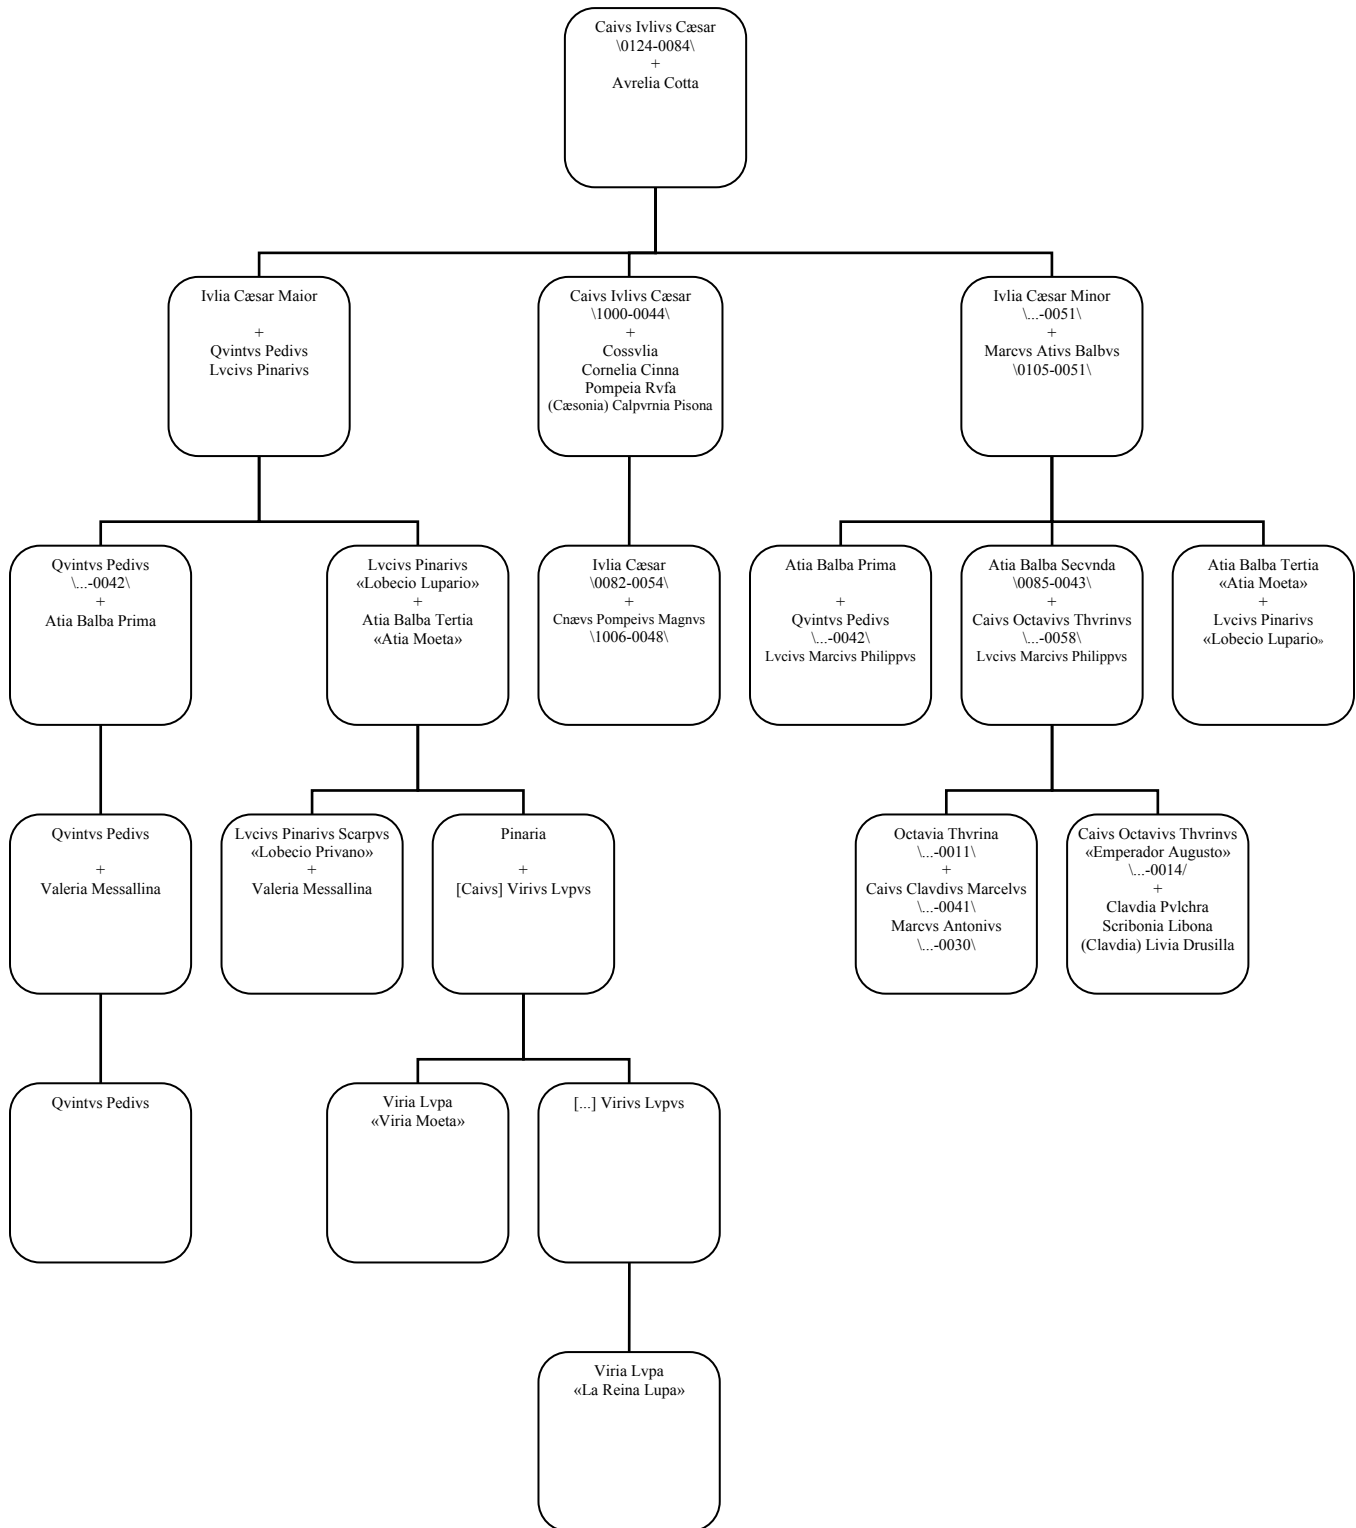 Caivs Ivlivs Cæsar
\0124-0084\
+
Avrelia Cotta
Ivlia Cæsar Maior
+
Qvintvs Pedivs
Lvcivs Pinarivs
Caivs Ivlivs Cæsar
\1000-0044\
+
Cossvlia
Cornelia Cinna
Pompeia Rvfa
(Cæsonia) Calpvrnia Pisona
Ivlia Cæsar Minor
\...-0051\
+
Marcvs Ativs Balbvs
\0105-0051\
Qvintvs Pedivs
\...-0042\
+
Atia Balba Prima
Lvcivs Pinarivs
«Lobecio Lupario»
+
Atia Balba Tertia
«Atia Moeta»
Ivlia Cæsar
\0082-0054\
+
Cnævs Pompeivs Magnvs
\1006-0048\
Atia Balba Prima
+
Qvintvs Pedivs
\...-0042\
Lvcivs Marcivs Philippvs
Atia Balba Secvnda
\0085-0043\
+
Caivs Octavivs Thvrinvs
\...-0058\
Lvcivs Marcivs Philippvs
Atia Balba Tertia
«Atia Moeta»
+
Lvcivs Pinarivs
«Lobecio Lupario»
Qvintvs Pedivs
+
Valeria Messallina
Lvcivs Pinarivs Scarpvs
«Lobecio Privano»
+
Valeria Messallina
Pinaria
+
[Caivs] Virivs Lvpvs
Octavia Thvrina
\...-0011\
+
Caivs Clavdivs Marcelvs
\...-0041\
Marcvs Antonivs
\...-0030\
Caivs Octavivs Thvrinvs
«Emperador Augusto»
\...-0014/
+
Clavdia Pvlchra
Scribonia Libona
(Clavdia) Livia Drusilla
Qvintvs Pedivs
Viria Lvpa
«Viria Moeta»
[...] Virivs Lvpvs
Viria Lvpa
«La Reina Lupa»